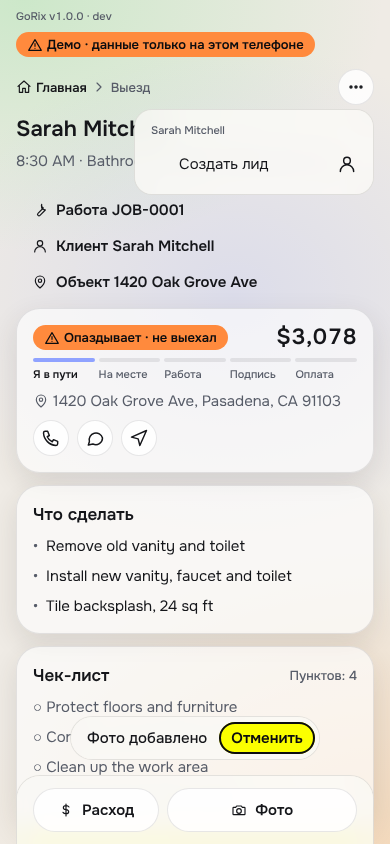 GoRix v1.0.0 · dev
Демо · данные только на этом телефоне
Главная > Выезд
Sarah Mitch
Sarah Mitchell
8:30 AM · Bathro
Создать лид
Работа JOB-0001
Клиент Sarah Mitchell
Объект 1420 Oak Grove Ave
Опаздывает · не выехал $3,078
Я в пути На месте Работа Подпись Оплата
1420 Oak Grove Ave, Pasadena, CA 91103
Что сделать
• Remove old vanity and toilet
• Install new vanity, faucet and toilet
• Tile backsplash, 24 sq ft
Чек-лист Пунктов: 4
○ Protect floors and furniture
○ Cor
Фото добавлено Отменить
○ Clean up the work area
$ Расход Фото